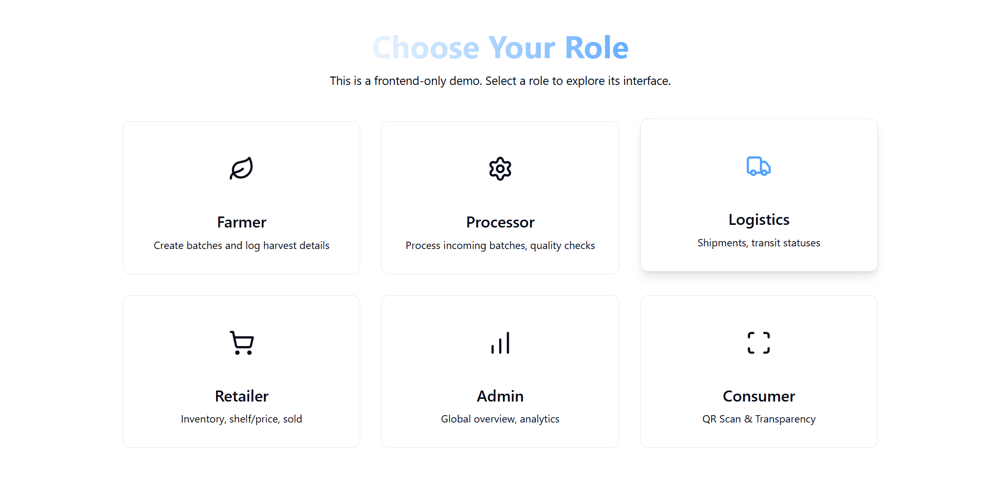 Choose Your Role
This is a frontend-only demo. Select a role to explore its interface.
Farmer
Create batches and log harvest details
Processor
Process incoming batches, quality checks
Logistics
Shipments, transit statuses
Retailer
Inventory, shelf/price, sold
Admin
Global overview, analytics
Consumer
QR Scan & Transparency